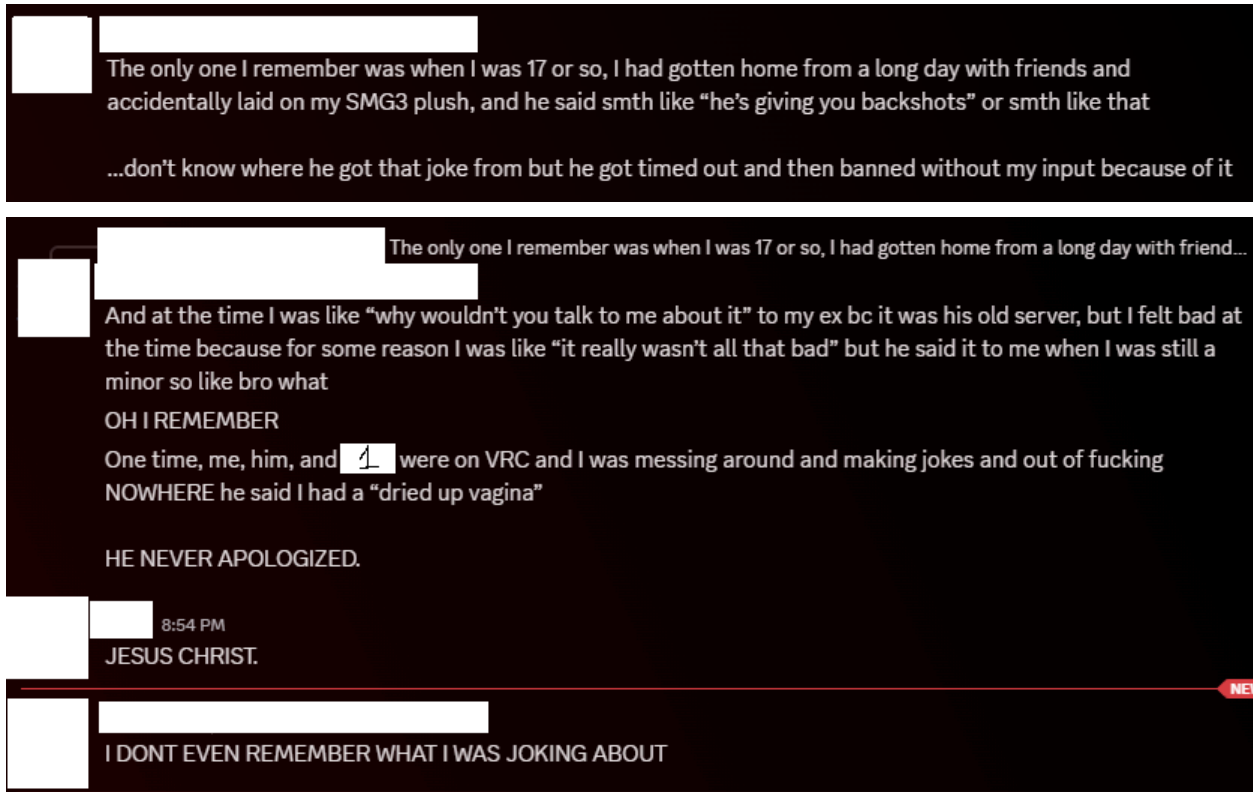 The only one I remember was when I was 17 or so, I had gotten home from a long day with friends and
accidentally laid on my SMG3 plush, and he said smth like “he’s giving you backshots” or smth like that
...don’t know where he got that joke from but he got timed out and then banned without my input because of it
The only one I remember was when I was 17 or so, I had gotten home from a long day with friend...
And at the time I was like “why wouldn’t you talk to me about it” to my ex bc it was his old server, but I felt bad at
the time because for some reason I was like “it really wasn’t all that bad” but he said it to me when I was still a
minor so like bro what
OH I REMEMBER
One time, me, him, and 1 were on VRC and I was messing around and making jokes and out of fucking
NOWHERE he said I had a “dried up vagina”
HE NEVER APOLOGIZED.
8:54 PM
JESUS CHRIST.
NEW
I DONT EVEN REMEMBER WHAT I WAS JOKING ABOUT